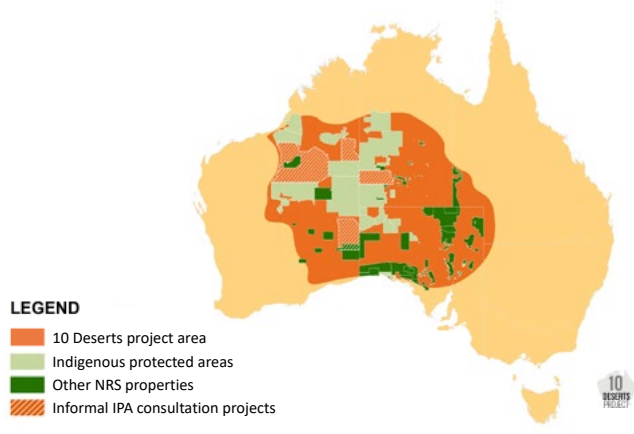 LEGEND
10 Deserts project area
Indigenous protected areas
Other NRS properties
Informal IPA consultation projects
10
DESERTS
PROJECT